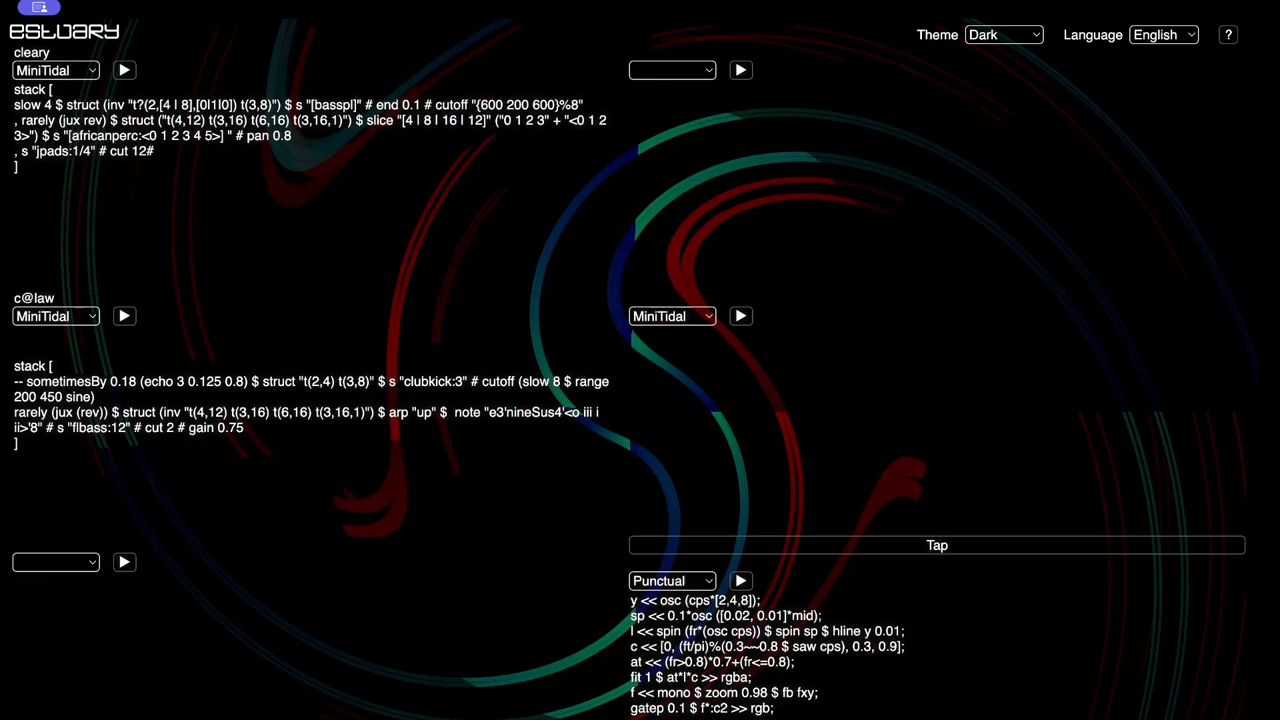 estuary
Theme Dark Language English ?
cleary
MiniTidal
stack [
slow 4 $ struct (inv "t?(2,[4 | 8],[0|1|0]) t(3,8)") $ s "[basspl]" # end 0.1 # cutoff "{600 200 600}%8"
, rarely (jux rev) $ struct ("t(4,12) t(3,16) t(6,16) t(3,16,1)") $ slice "[4 | 8 | 16 | 12]" ("0 1 2 3" + "<0 1 2
3>") $ s "[africanperc:<0 1 2 3 4 5>] " # pan 0.8
, s "jpads:1/4" # cut 12#
]
c@law
MiniTidal
stack [
-- sometimesBy 0.18 (echo 3 0.125 0.8) $ struct "t(2,4) t(3,8)" $ s "clubkick:3" # cutoff (slow 8 $ range
200 450 sine)
rarely (jux (rev)) $ struct (inv "t(4,12) t(3,16) t(6,16) t(3,16,1)") $ arp "up" $  note "e3'nineSus4'<o iii i
ii>'8" # s "flbass:12" # cut 2 # gain 0.75
]
MiniTidal
Tap
Punctual
y << osc (cps*[2,4,8]);
sp << 0.1*osc ([0.02, 0.01]*mid);
l << spin (fr*(osc cps)) $ spin sp $ hline y 0.01;
c << [0, (ft/pi)%(0.3~~0.8 $ saw cps), 0.3, 0.9];
at << (fr>0.8)*0.7+(fr<=0.8);
fit 1 $ at*l*c >> rgba;
f << mono $ zoom 0.98 $ fb fxy;
gatep 0.1 $ f*:c2 >> rgb;